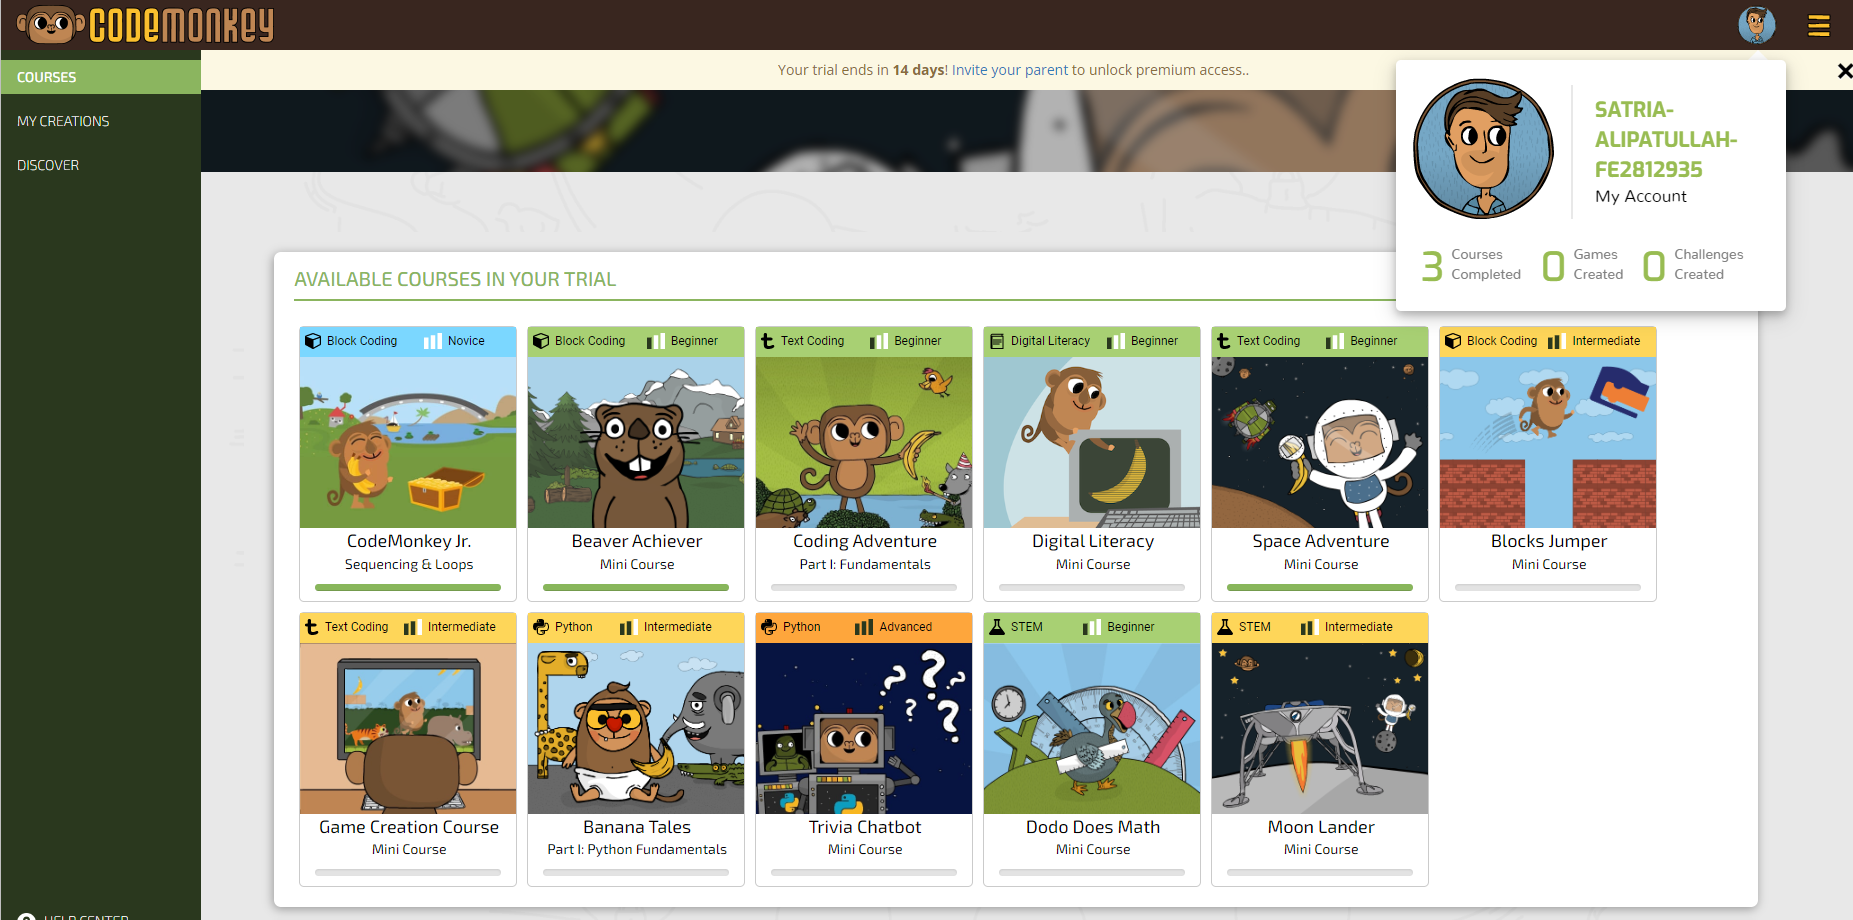 CODEMONKEY
COURSES
MY CREATIONS
DISCOVER
Your trial ends in 14 days! Invite your parent to unlock premium access..
SATRIA-
ALIPATULLAH-
FE2812935
My Account
3 Courses Completed
0 Games Created
0 Challenges Created
AVAILABLE COURSES IN YOUR TRIAL
Block Coding Novice
CodeMonkey Jr.
Sequencing & Loops
Block Coding Beginner
Beaver Achiever
Mini Course
Text Coding Beginner
Coding Adventure
Part I: Fundamentals
Digital Literacy Beginner
Digital Literacy
Mini Course
Text Coding Beginner
Space Adventure
Mini Course
Block Coding Intermediate
Blocks Jumper
Mini Course
Text Coding Intermediate
Game Creation Course
Mini Course
Python Intermediate
Banana Tales
Part I: Python Fundamentals
Python Advanced
? ? ? ? ?
Trivia Chatbot
Mini Course
STEM Beginner
Dodo Does Math
Mini Course
STEM Intermediate
Moon Lander
Mini Course
HELP CENTER